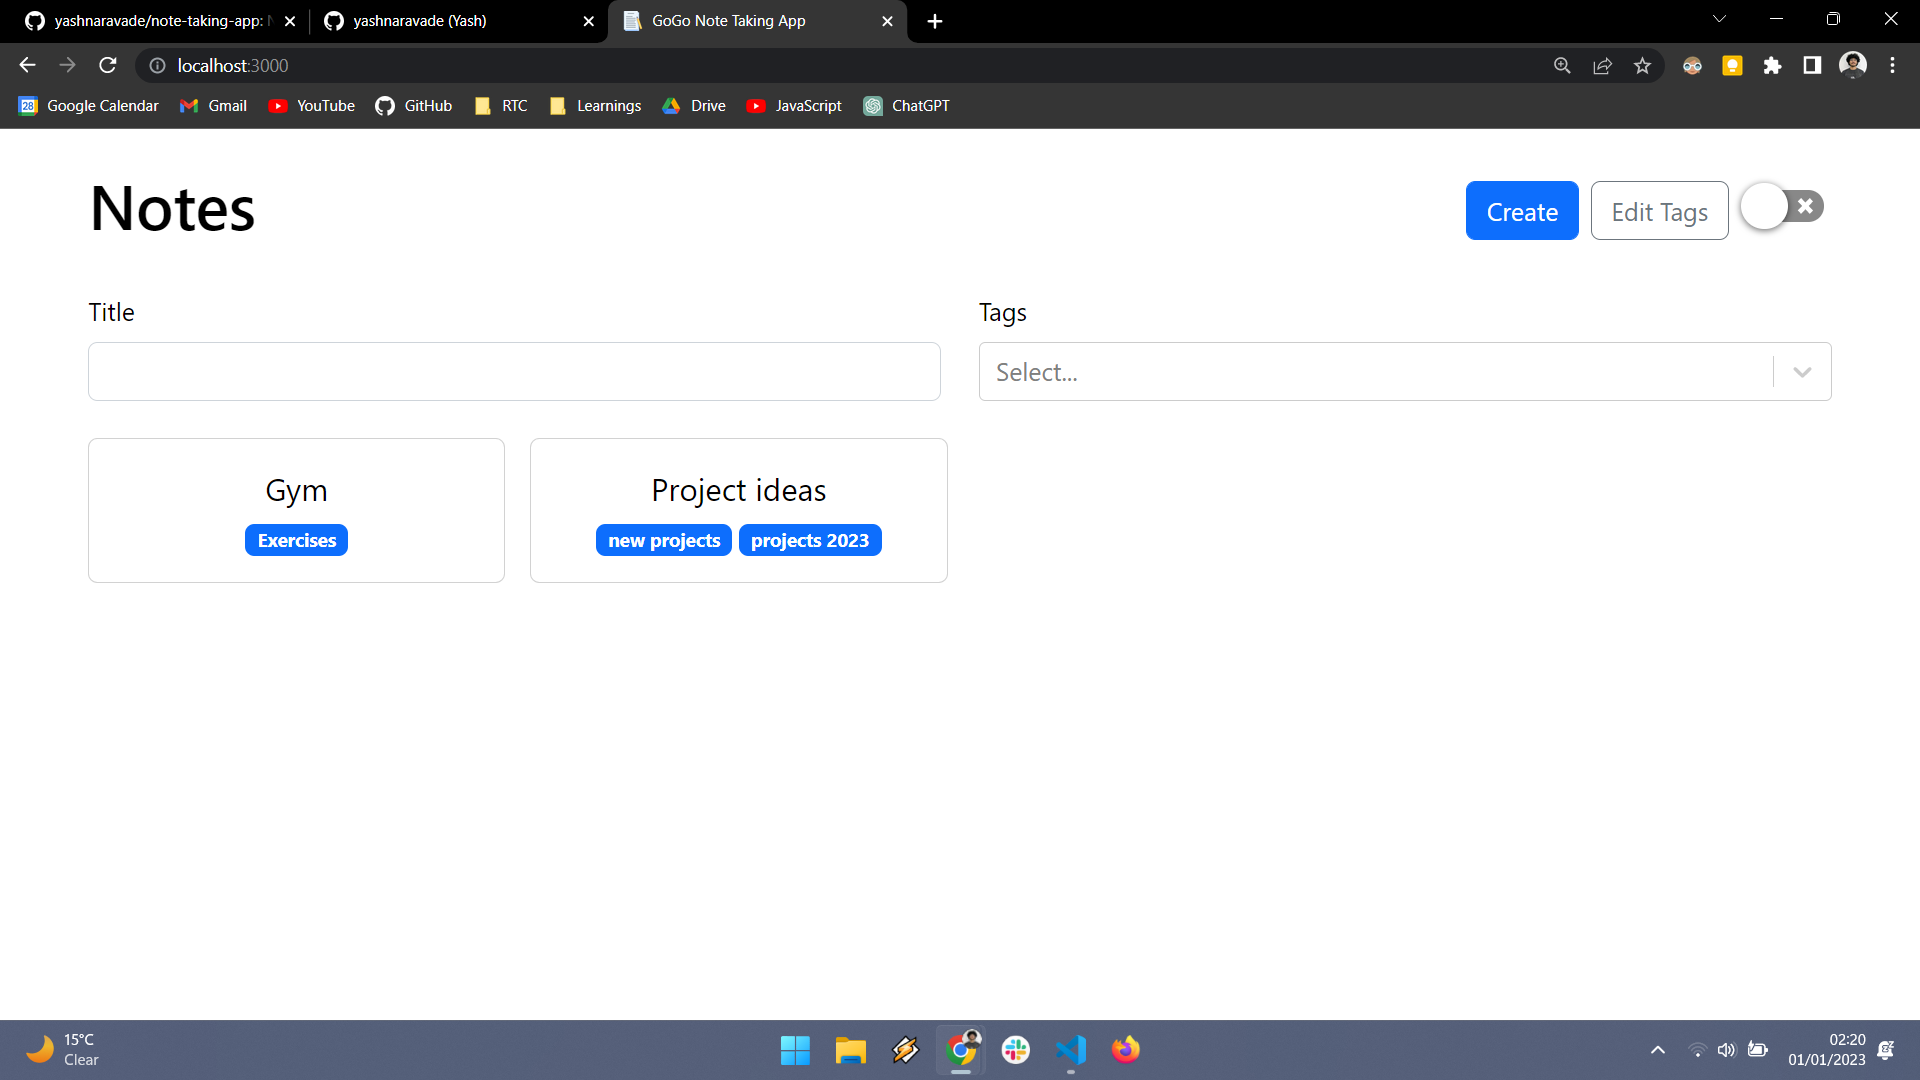 yashnaravade/note-taking-app: N
yashnaravade (Yash)
GoGo Note Taking App
localhost:3000
28
Google Calendar
Gmail
YouTube
GitHub
RTC
Learnings
Drive
JavaScript
ChatGPT
Notes
Create
Edit Tags
Title
Tags
Select...
Gym
Project ideas
Exercises
new projects
projects 2023
15°C
Clear
02:20
01/01/2023